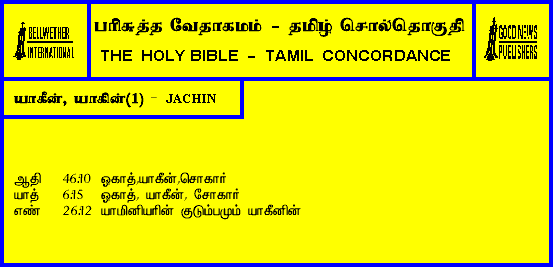 BELLWETHER
INTERNATIONAL
பரிசுத்த வேதாகமம் - தமிழ் சொல்தொகுதி
THE HOLY BIBLE - TAMIL CONCORDANCE
GOOD NEWS
PUBLISHERS
யாகீன், யாகின்(1) - JACHIN
ஆதி 46:10 ஓகாத்,யாகீன்,சொகார்
யாத் 6:15 ஓகாத், யாகீன், சோகார்
எண் 26:12 யாமினியரின் குடும்பமும் யாகீனின்